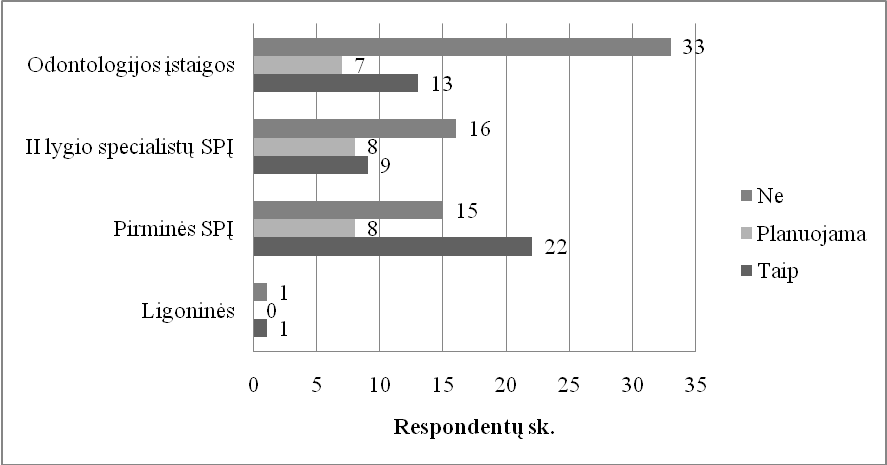 Odontologijos įstaigos
33
7
13
II lygio specialistų SPĮ
16
8
9
Pirminės SPĮ
15
8
22
Ligoninės
1
0
1
0 5 10 15 20 25 30 35
Respondentų sk.
Ne
Planuojama
Taip